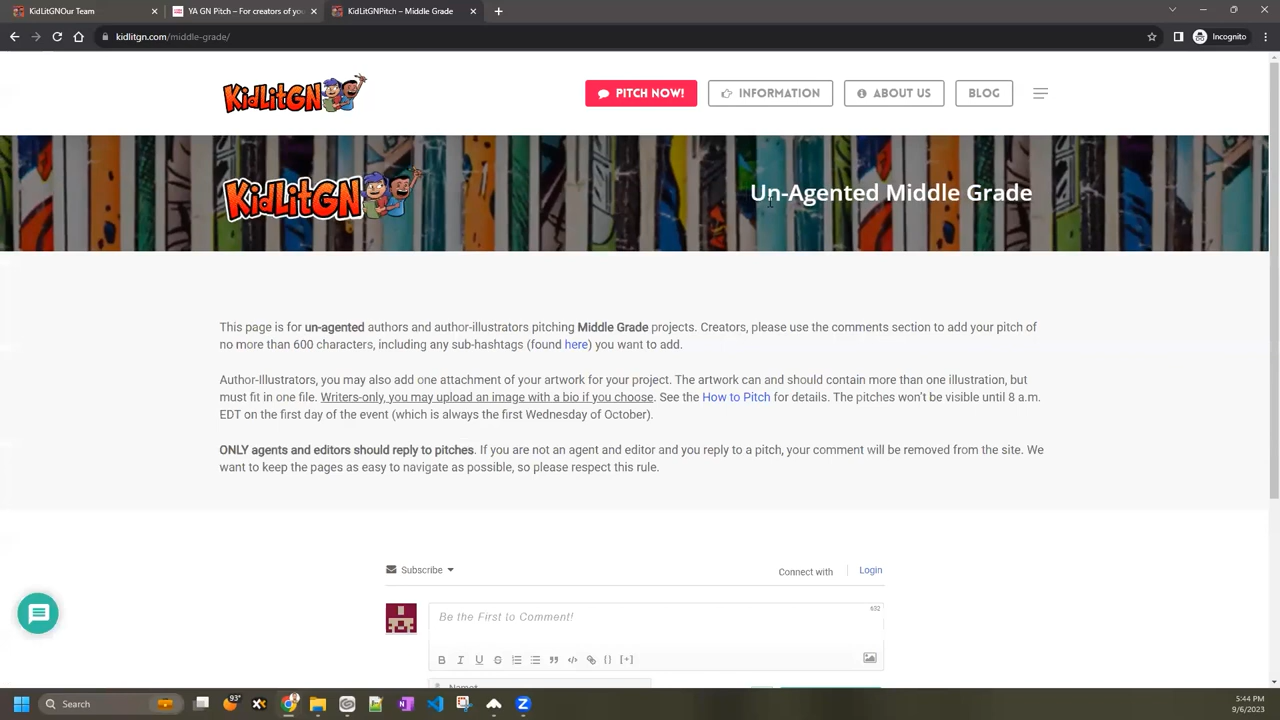 KidLitGNOur Team
YA GN Pitch – For creators of you
KidLitGNPitch – Middle Grade
kidlitgn.com/middle-grade/
Incognito
KidLitGN
PITCH NOW!
INFORMATION
ABOUT US
BLOG
KidLitGN
Un-Agented Middle Grade
This page is for un-agented authors and author-illustrators pitching Middle Grade projects. Creators, please use the comments section to add your pitch of
no more than 600 characters, including any sub-hashtags (found here) you want to add.
Author-Illustrators, you may also add one attachment of your artwork for your project. The artwork can and should contain more than one illustration, but
must fit in one file. Writers-only, you may upload an image with a bio if you choose. See the How to Pitch for details. The pitches won't be visible until 8 a.m.
EDT on the first day of the event (which is always the first Wednesday of October).
ONLY agents and editors should reply to pitches. If you are not an agent and editor and you reply to a pitch, your comment will be removed from the site. We
want to keep the pages as easy to navigate as possible, so please respect this rule.
Subscribe
Connect with
Login
Be the First to Comment!
632
B I U S
{} [+]
Name*
Search
93°
5:44 PM
9/6/2023